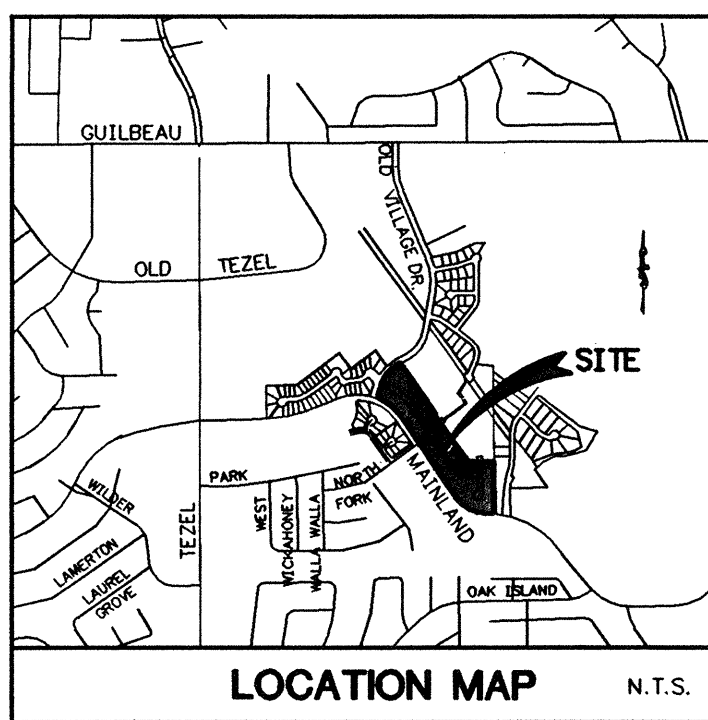 GUILBEAU
OLD VILLAGE DR.
OLD TEZEL
SITE
MAINLAND
PARK
NORTH FORK
WEST
WICKAHONEY
WALLA WALLA
WILDER
TEZEL
LAMERTON
LAUREL GROVE
OAK ISLAND
LOCATION MAP
N.T.S.